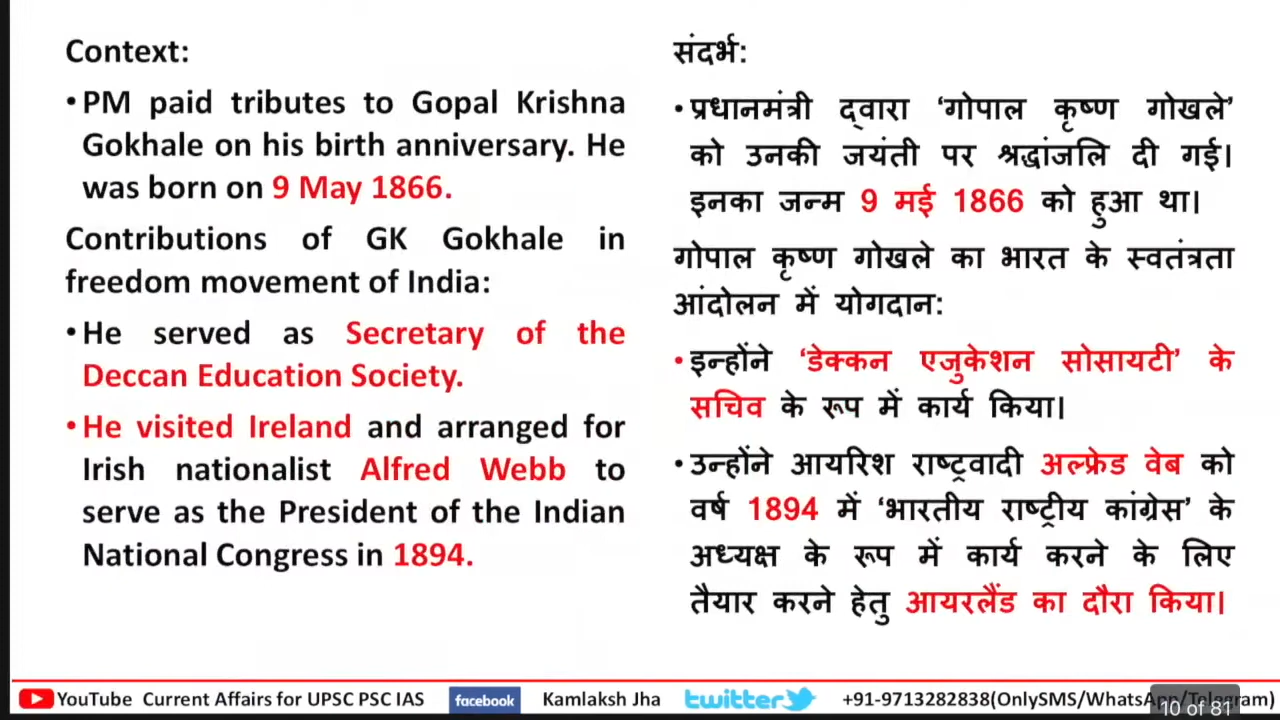 Context:
• PM paid tributes to Gopal Krishna
Gokhale on his birth anniversary. He
was born on 9 May 1866.
Contributions of GK Gokhale in
freedom movement of India:
• He served as Secretary of the
Deccan Education Society.
• He visited Ireland and arranged for
Irish nationalist Alfred Webb to
serve as the President of the Indian
National Congress in 1894.
संदर्भ:
• प्रधानमंत्री द्वारा ‘गोपाल कृष्ण गोखले’
को उनकी जयंती पर श्रद्धांजलि दी गई।
इनका जन्म 9 मई 1866 को हुआ था।
गोपाल कृष्ण गोखले का भारत के स्वतंत्रता
आंदोलन में योगदान:
• इन्होंने ‘डेक्कन एजुकेशन सोसायटी’ के
सचिव के रूप में कार्य किया।
• उन्होंने आयरिश राष्ट्रवादी अल्फ्रेड वेब को
वर्ष 1894 में ‘भारतीय राष्ट्रीय कांग्रेस’ के
अध्यक्ष के रूप में कार्य करने के लिए
तैयार करने हेतु आयरलैंड का दौरा किया।
YouTube Current Affairs for UPSC PSC IAS facebook Kamlaksh Jha twitter +91-9713282838(OnlySMS/WhatsApp/Telegram)
10 of 81